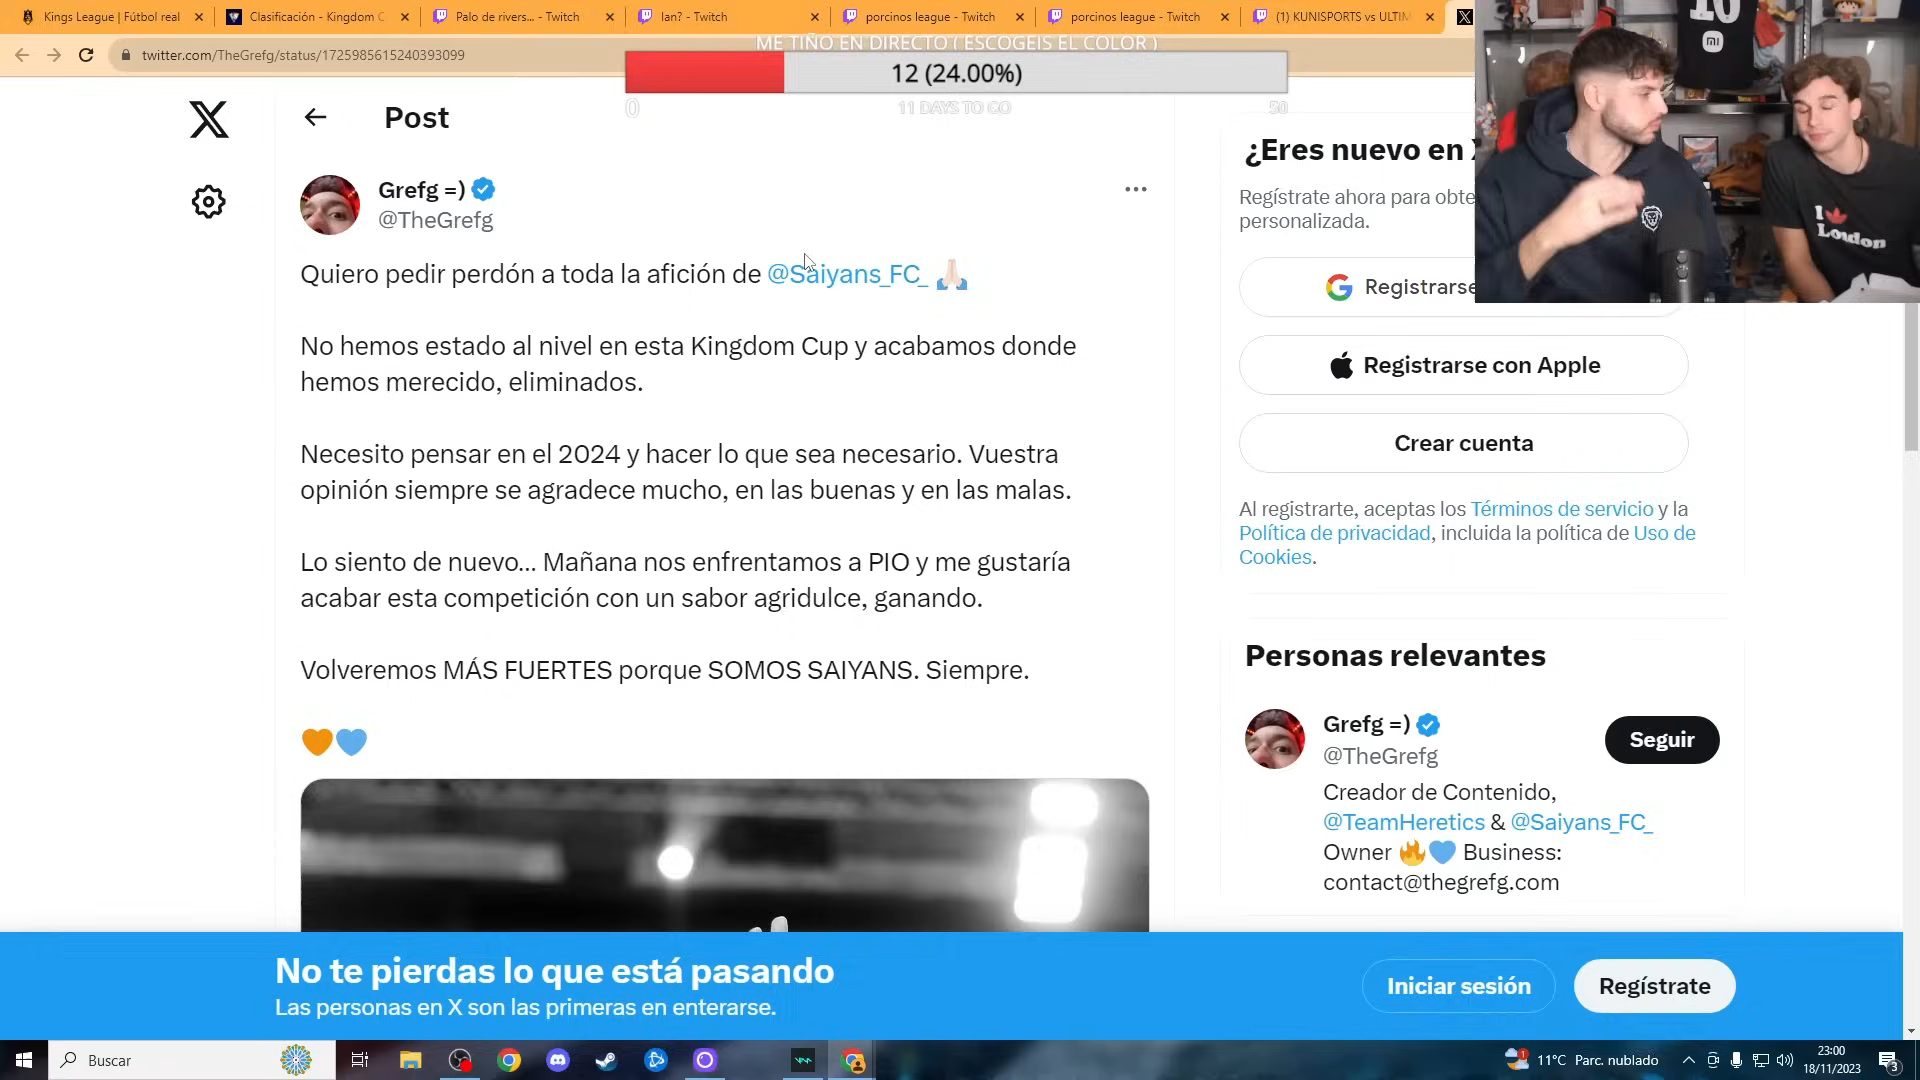 Kings League | Fútbol real
Clasificación - Kingdom C
Palo de rivers... - Twitch
Ian? - Twitch
porcinos league - Twitch
porcinos league - Twitch
(1) KUNISPORTS vs ULTIM
twitter.com/TheGrefg/status/1725985615240393099
ME TIÑO EN DIRECTO ( ESCOGEIS EL COLOR )
12 (24.00%)
0
11 DAYS TO GO
50
Post
Grefg =)
@TheGrefg
Quiero pedir perdón a toda la afición de @Saiyans_FC_ 🙏🏻
No hemos estado al nivel en esta Kingdom Cup y acabamos donde
hemos merecido, eliminados.
Necesito pensar en el 2024 y hacer lo que sea necesario. Vuestra
opinión siempre se agradece mucho, en las buenas y en las malas.
Lo siento de nuevo... Mañana nos enfrentamos a PIO y me gustaría
acabar esta competición con un sabor agridulce, ganando.
Volveremos MÁS FUERTES porque SOMOS SAIYANS. Siempre.
🧡💙
¿Eres nuevo en X
Regístrate ahora para obte
personalizada.
Registrarse
Registrarse con Apple
Crear cuenta
Al registrarte, aceptas los Términos de servicio y la
Política de privacidad, incluida la política de Uso de
Cookies.
Personas relevantes
Grefg =)
@TheGrefg
Seguir
Creador de Contenido,
@TeamHeretics & @Saiyans_FC_
Owner 🔥💙 Business:
contact@thegrefg.com
10
mi
I
London
No te pierdas lo que está pasando
Las personas en X son las primeras en enterarse.
Iniciar sesión
Regístrate
Buscar
11°C Parc. nublado
23:00
18/11/2023
3